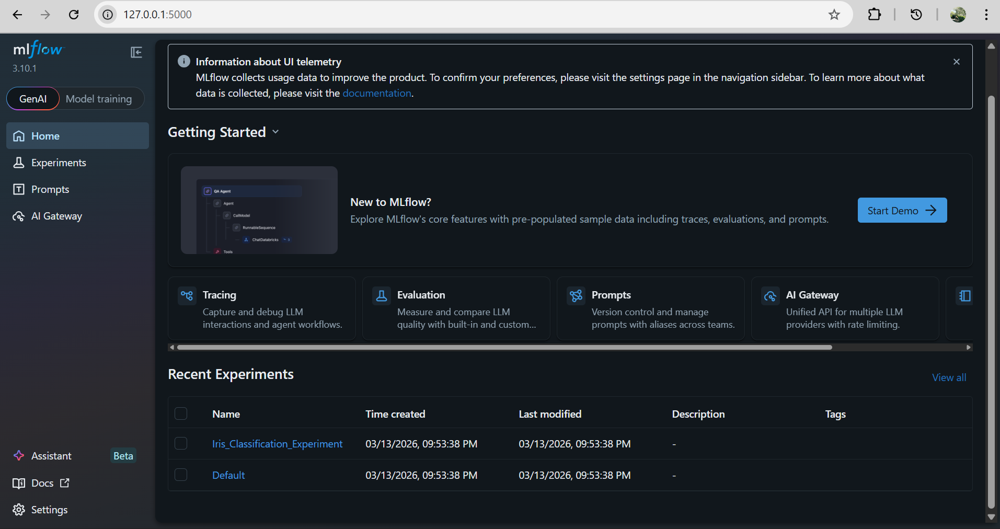 127.0.0.1:5000
mlflow
3.10.1
GenAI
Model training
Home
Experiments
Prompts
AI Gateway
Assistant
Beta
Docs
Settings
Information about UI telemetry
MLflow collects usage data to improve the product. To confirm your preferences, please visit the settings page in the navigation sidebar. To learn more about what
data is collected, please visit the documentation.
Getting Started
QA Agent
Agent
CallModel
RunnableSequence
ChatDatabricks
3
Tools
New to MLflow?
Explore MLflow's core features with pre-populated sample data including traces, evaluations, and prompts.
Start Demo
Tracing
Capture and debug LLM
interactions and agent workflows.
Evaluation
Measure and compare LLM
quality with built-in and custom...
Prompts
Version control and manage
prompts with aliases across teams.
AI Gateway
Unified API for multiple LLM
providers with rate limiting.
Recent Experiments
View all
Name Time created Last modified Description Tags
Iris_Classification_Experiment 03/13/2026, 09:53:38 PM 03/13/2026, 09:53:38 PM -
Default 03/13/2026, 09:53:38 PM 03/13/2026, 09:53:38 PM -